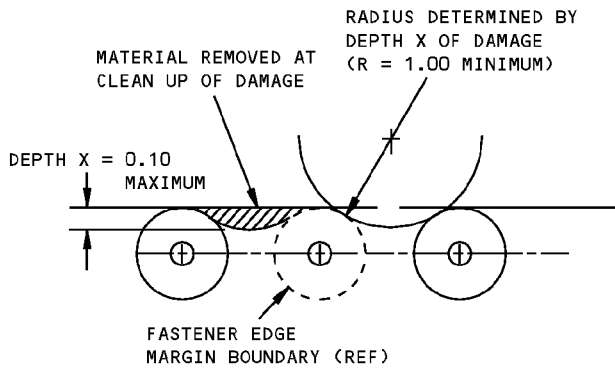 RADIUS DETERMINED BY
DEPTH X OF DAMAGE
(R = 1.00 MINIMUM)
MATERIAL REMOVED AT
CLEAN UP OF DAMAGE
DEPTH X = 0.10
MAXIMUM
FASTENER EDGE
MARGIN BOUNDARY (REF)